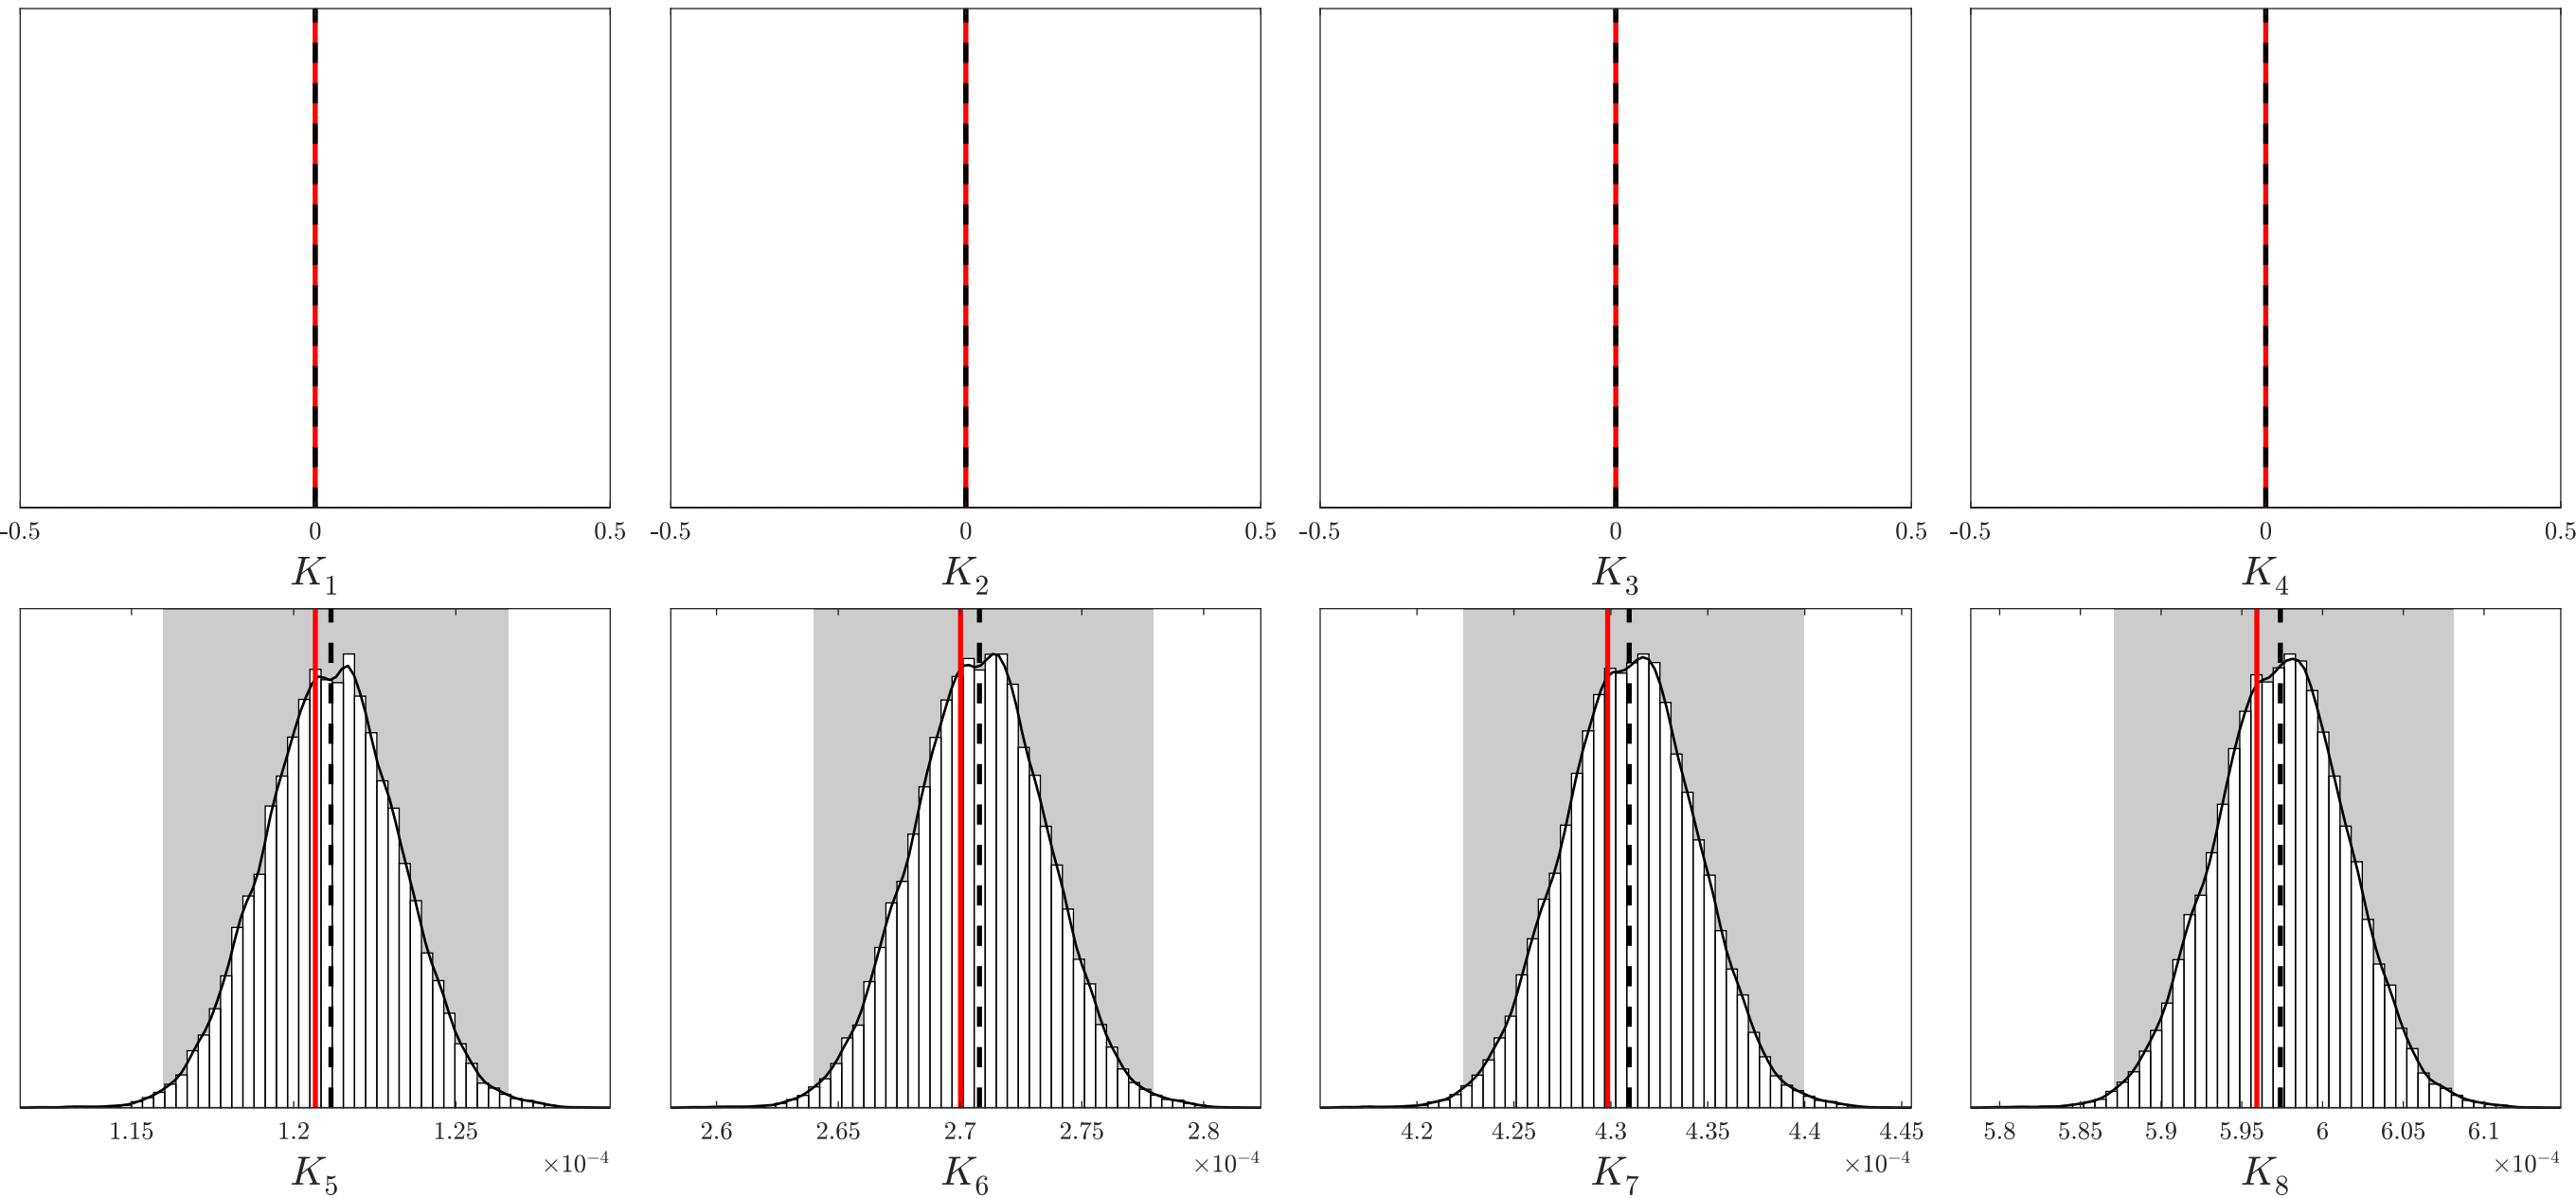 -0.5 0 0.5 -0.5 0 0.5 -0.5 0 0.5 -0.5 0 0.5
K₁ K₂ K₃ K₄
1.15 1.2 1.25 2.6 2.65 2.7 2.75 2.8 4.2 4.25 4.3 4.35 4.4 4.45 5.8 5.85 5.9 5.95 6 6.05 6.1
×10⁻⁴ ×10⁻⁴ ×10⁻⁴ ×10⁻⁴
K₅ K₆ K₇ K₈